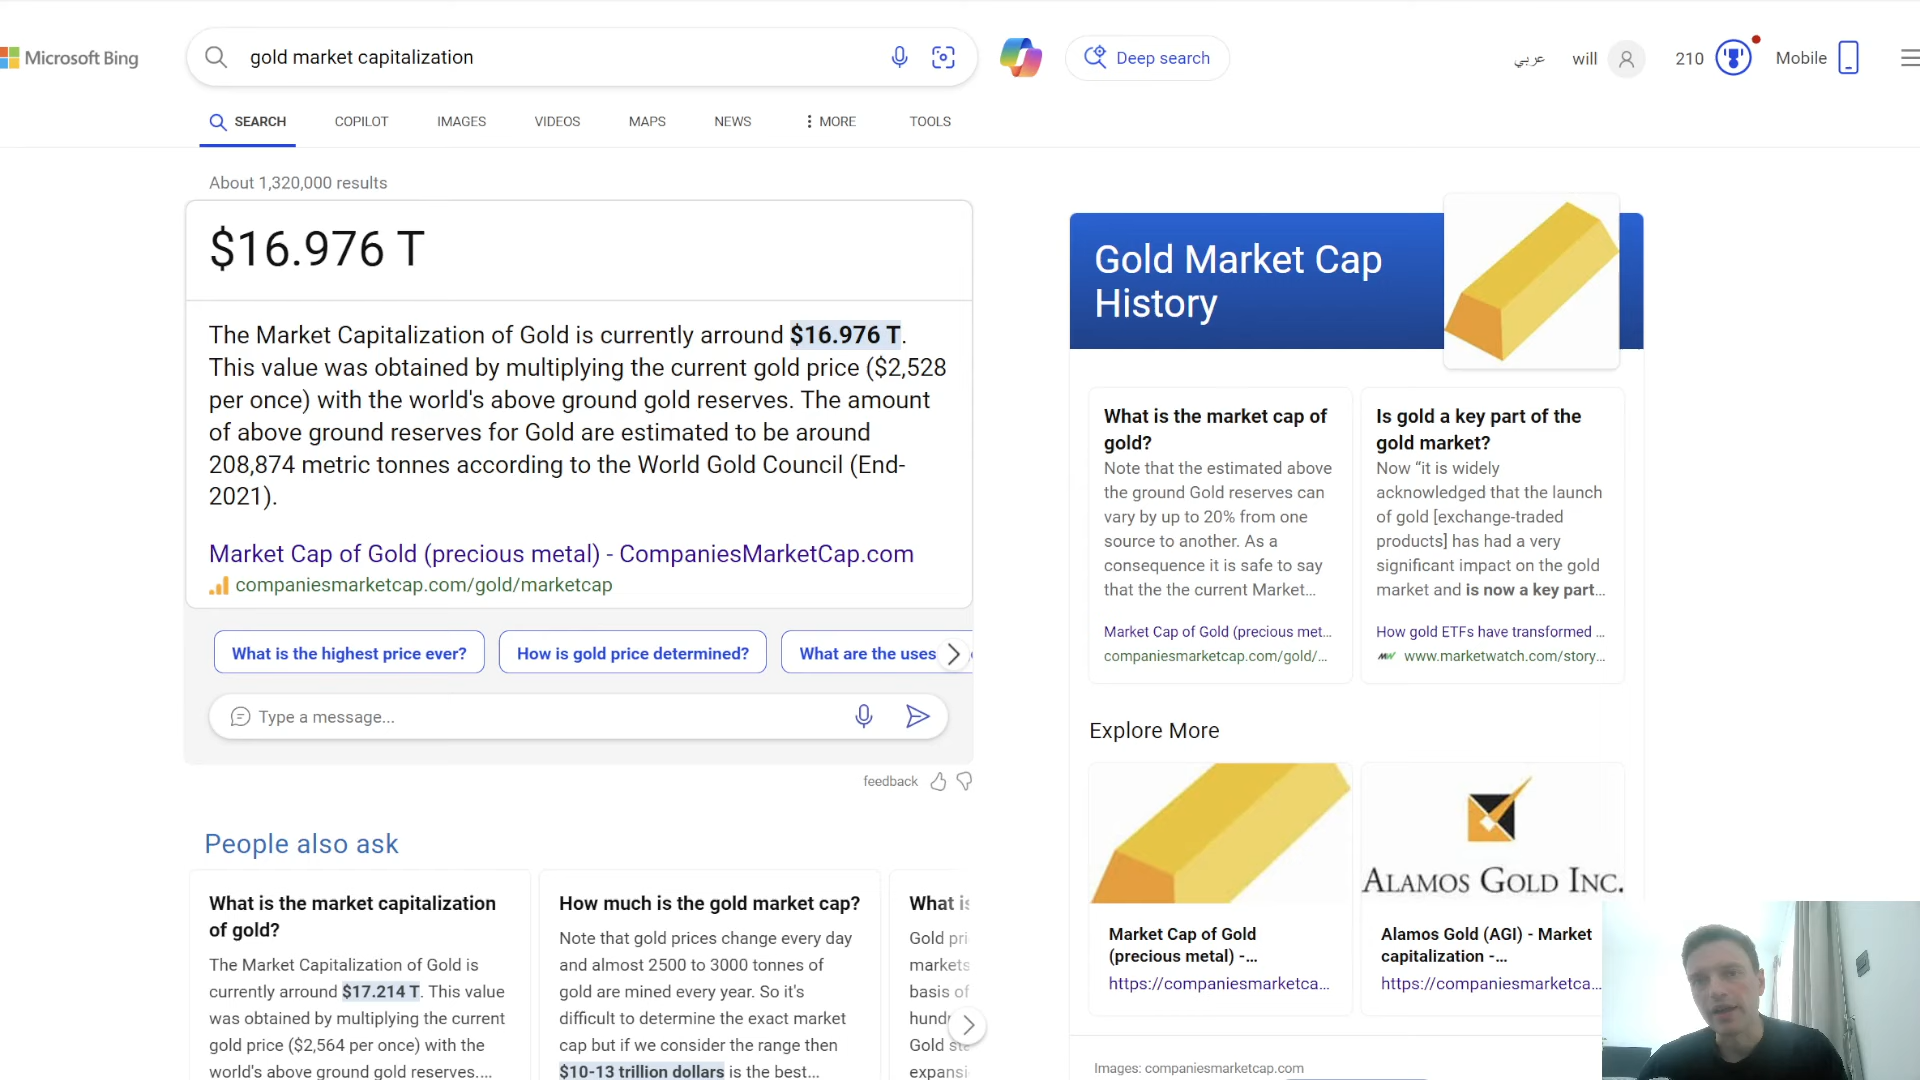 Microsoft Bing
gold market capitalization
Deep search
عربي
will
210
Mobile
SEARCH
COPILOT
IMAGES
VIDEOS
MAPS
NEWS
MORE
TOOLS
About 1,320,000 results
$16.976 T
The Market Capitalization of Gold is currently arround $16.976 T.
This value was obtained by multiplying the current gold price ($2,528
per once) with the world's above ground gold reserves. The amount
of above ground reserves for Gold are estimated to be around
208,874 metric tonnes according to the World Gold Council (End-
2021).
Market Cap of Gold (precious metal) - CompaniesMarketCap.com
companiesmarketcap.com/gold/marketcap
What is the highest price ever?
How is gold price determined?
What are the uses
Type a message...
feedback
People also ask
What is the market capitalization
of gold?
The Market Capitalization of Gold is
currently arround $17.214 T. This value
was obtained by multiplying the current
gold price ($2,564 per once) with the
world's above ground gold reserves....
How much is the gold market cap?
Note that gold prices change every day
and almost 2500 to 3000 tonnes of
gold are mined every year. So it's
difficult to determine the exact market
cap but if we consider the range then
$10-13 trillion dollars is the best...
What is
Gold pri
markets
basis of
hund
Gold sta
expansi
Gold Market Cap
History
What is the market cap of
gold?
Note that the estimated above
the ground Gold reserves can
vary by up to 20% from one
source to another. As a
consequence it is safe to say
that the the current Market...
Market Cap of Gold (precious met...
companiesmarketcap.com/gold/...
Is gold a key part of the
gold market?
Now “it is widely
acknowledged that the launch
of gold [exchange-traded
products] has had a very
significant impact on the gold
market and is now a key part...
How gold ETFs have transformed ...
www.marketwatch.com/story...
Explore More
Market Cap of Gold
(precious metal) -...
https://companiesmarketca...
ALAMOS GOLD INC.
Alamos Gold (AGI) - Market
capitalization -...
https://companiesmarketca...
Images: companiesmarketcap.com